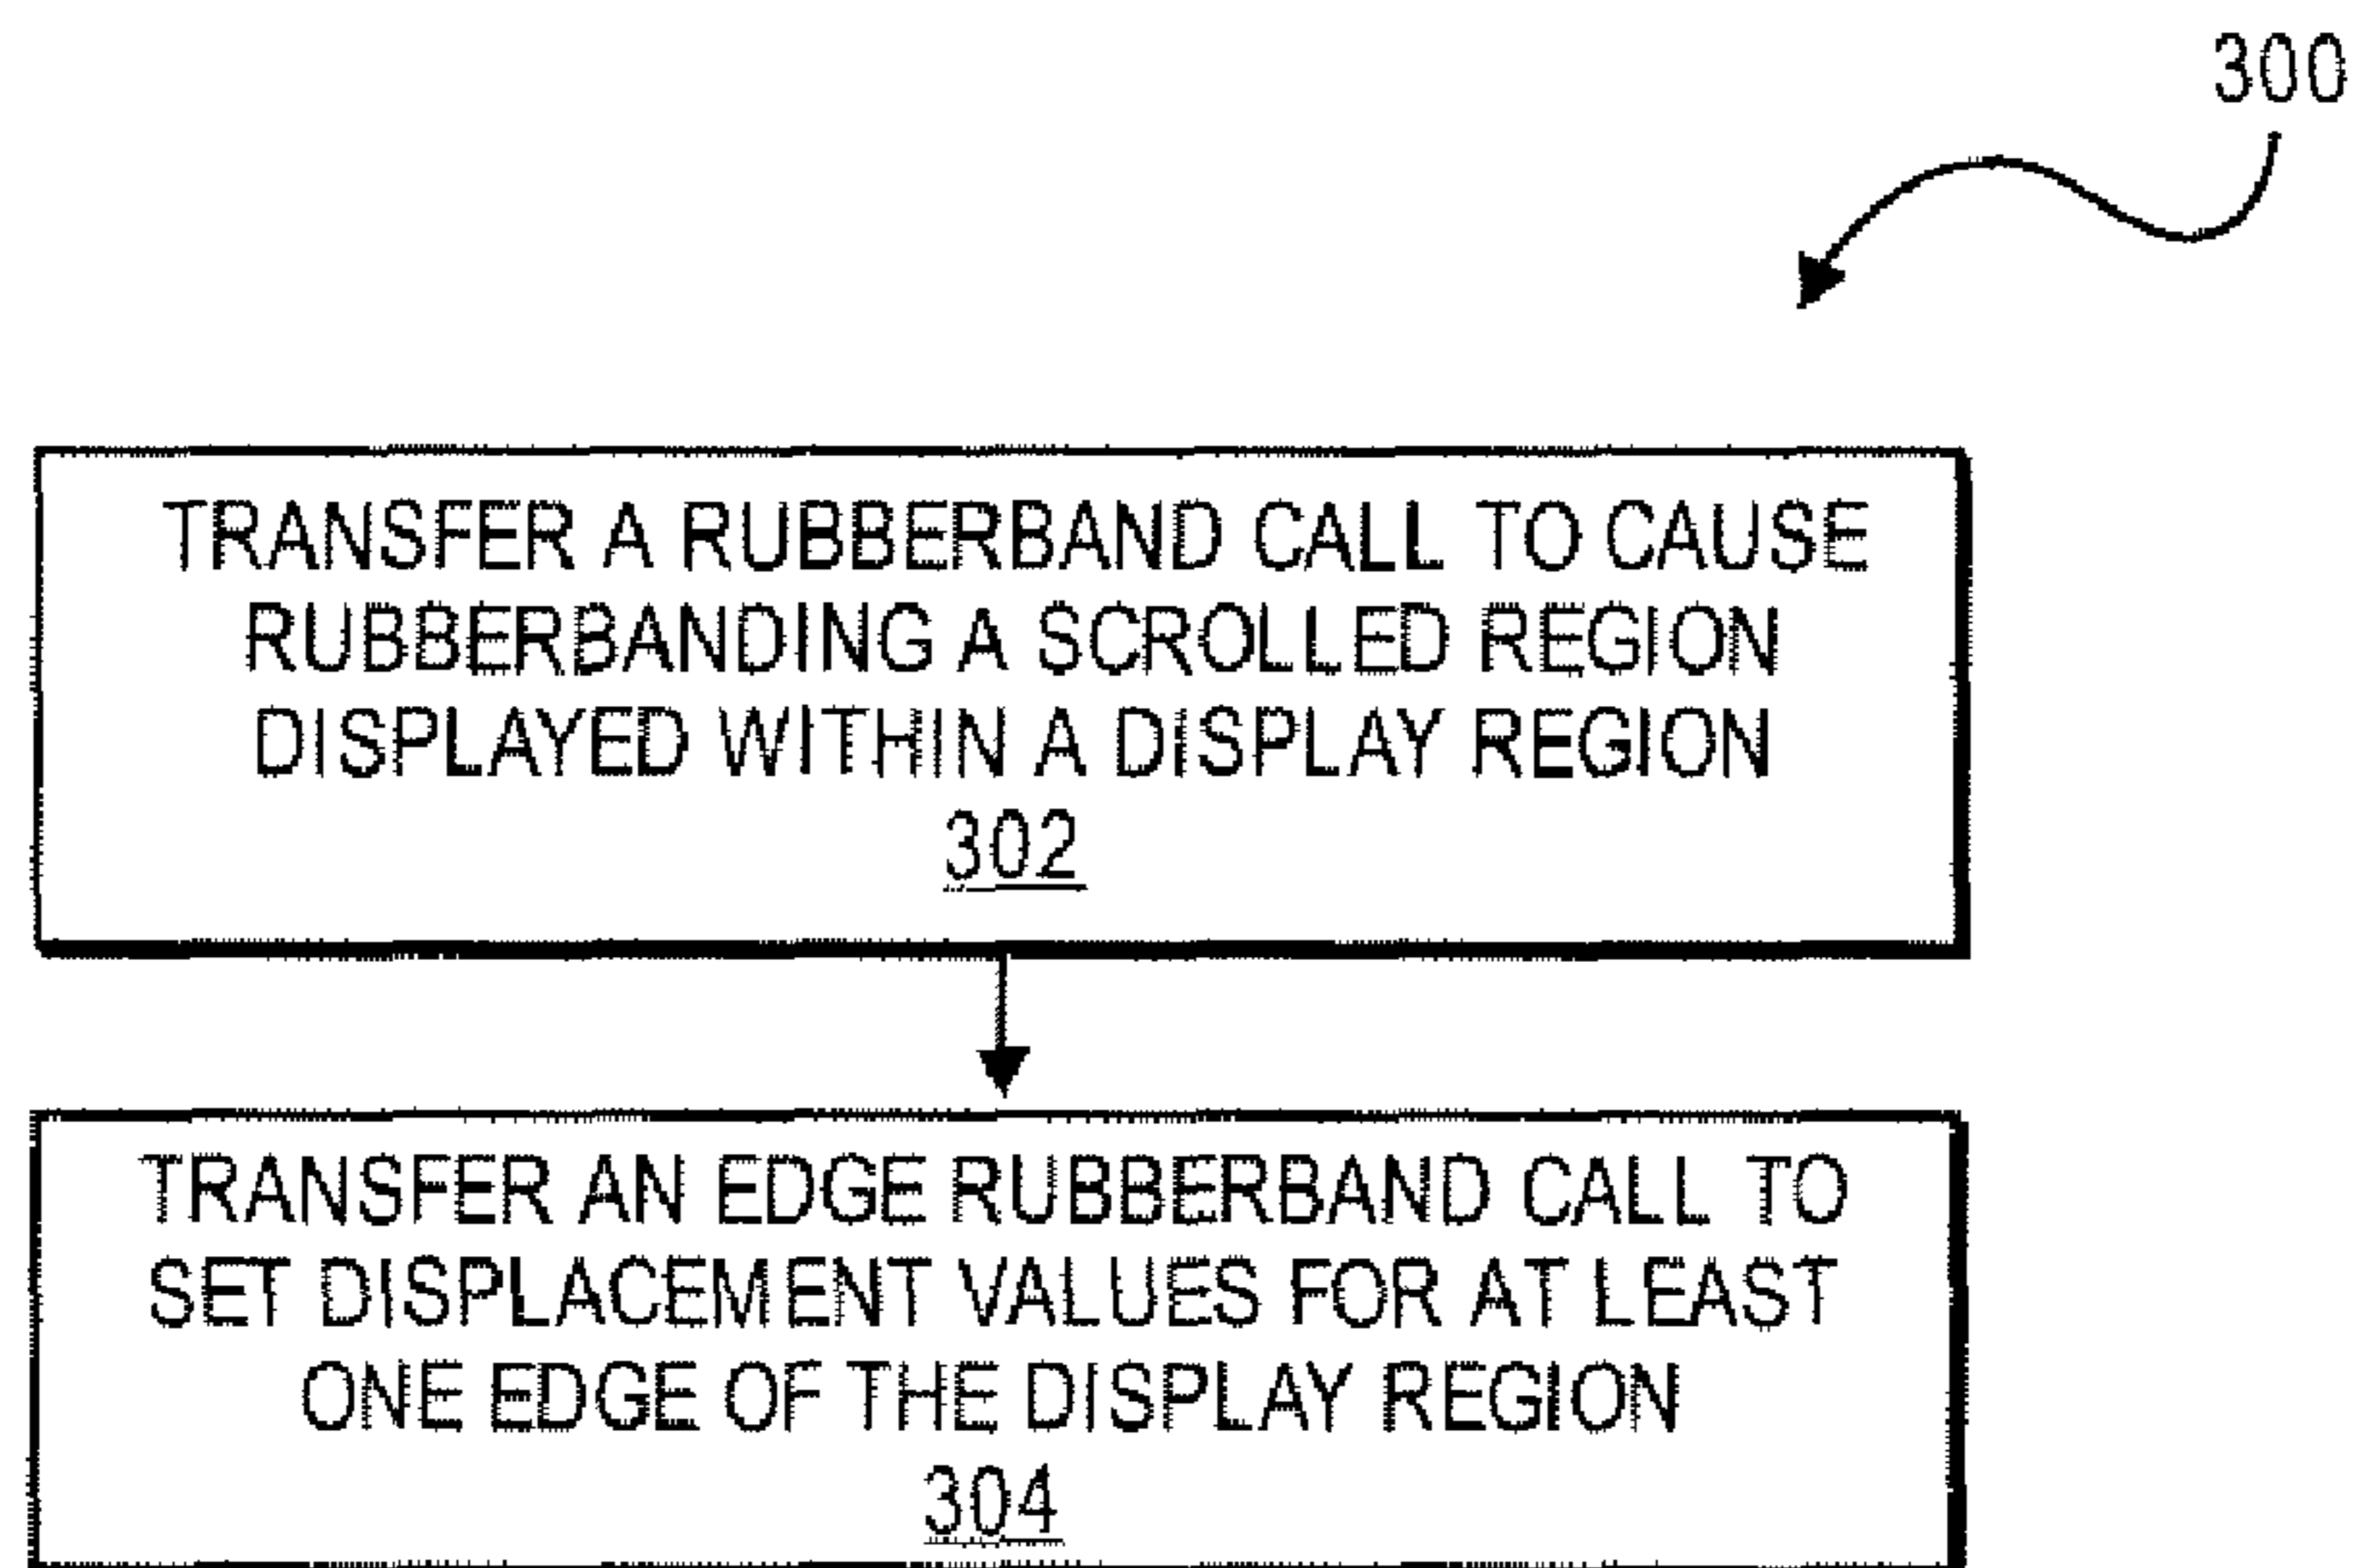 300
TRANSFER A RUBBERBAND CALL TO CAUSE
RUBBERBANDING A SCROLLED REGION
DISPLAYED WITHIN A DISPLAY REGION
302
TRANSFER AN EDGE RUBBERBAND CALL TO
SET DISPLACEMENT VALUES FOR AT LEAST
ONE EDGE OF THE DISPLAY REGION
304